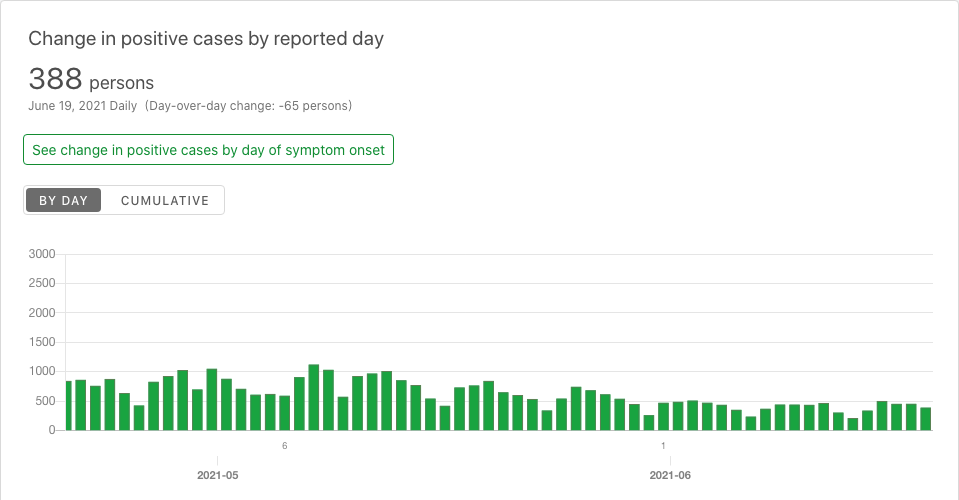 Change in positive cases by reported day
388 persons
June 19, 2021 Daily (Day-over-day change: -65 persons)
See change in positive cases by day of symptom onset
BY DAY CUMULATIVE
3000
2500
2000
1500
1000
500
0
6 1
2021-05 2021-06